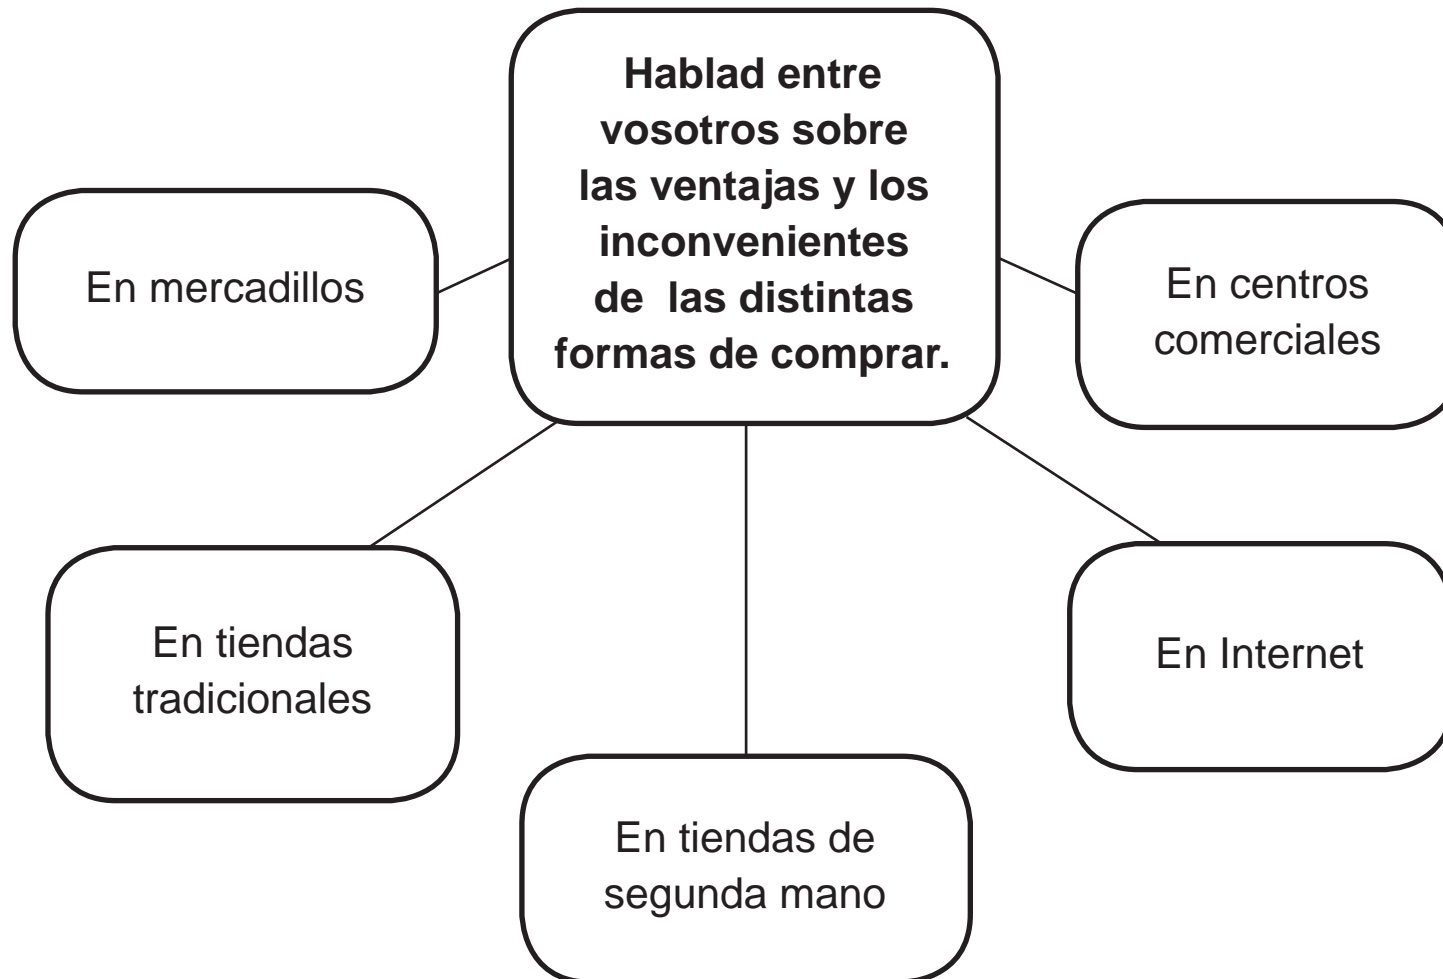 Hablad entre
vosotros sobre
las ventajas y los
inconvenientes
de  las distintas
formas de comprar.
En mercadillos
En centros
comerciales
En tiendas
tradicionales
En Internet
En tiendas de
segunda mano